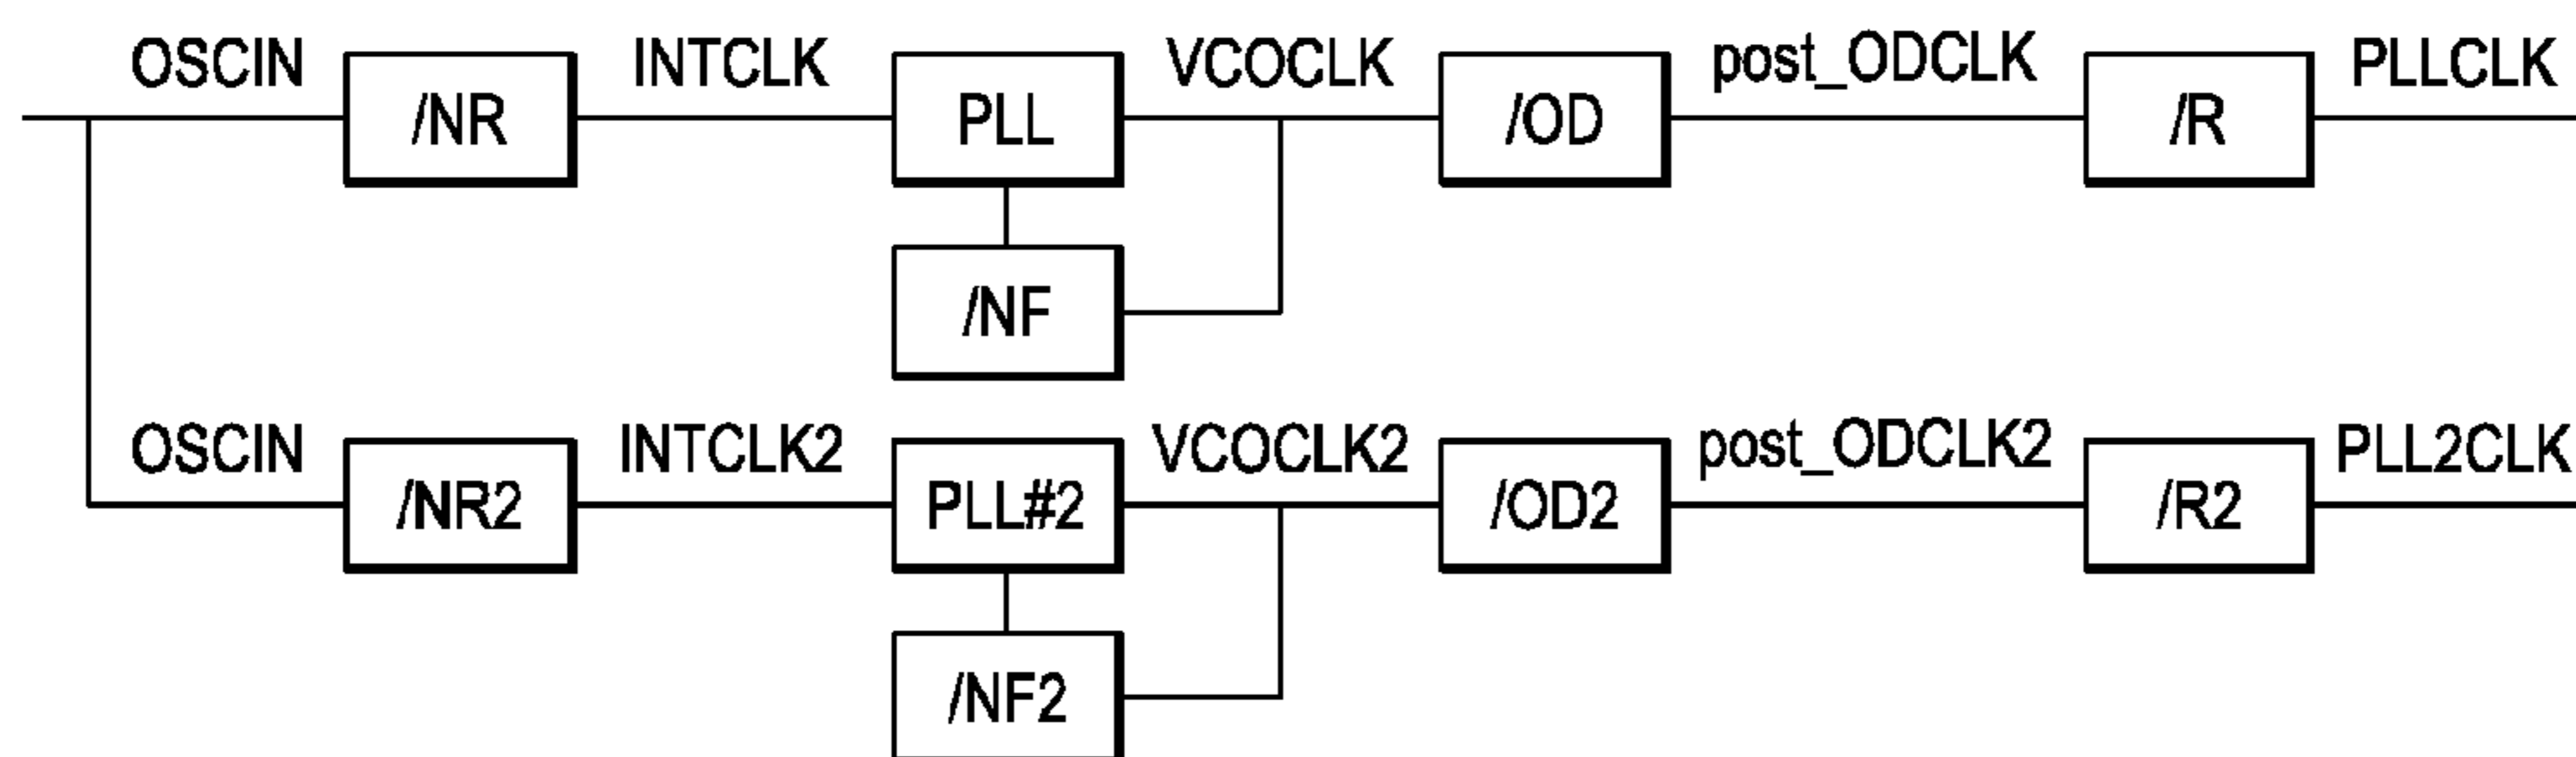 OSCIN INTCLK VCOCLK post_ODCLK PLLCLK
/NR PLL /OD /R
/NF
OSCIN INTCLK2 VCOCLK2 post_ODCLK2 PLL2CLK
/NR2 PLL#2 /OD2 /R2
/NF2